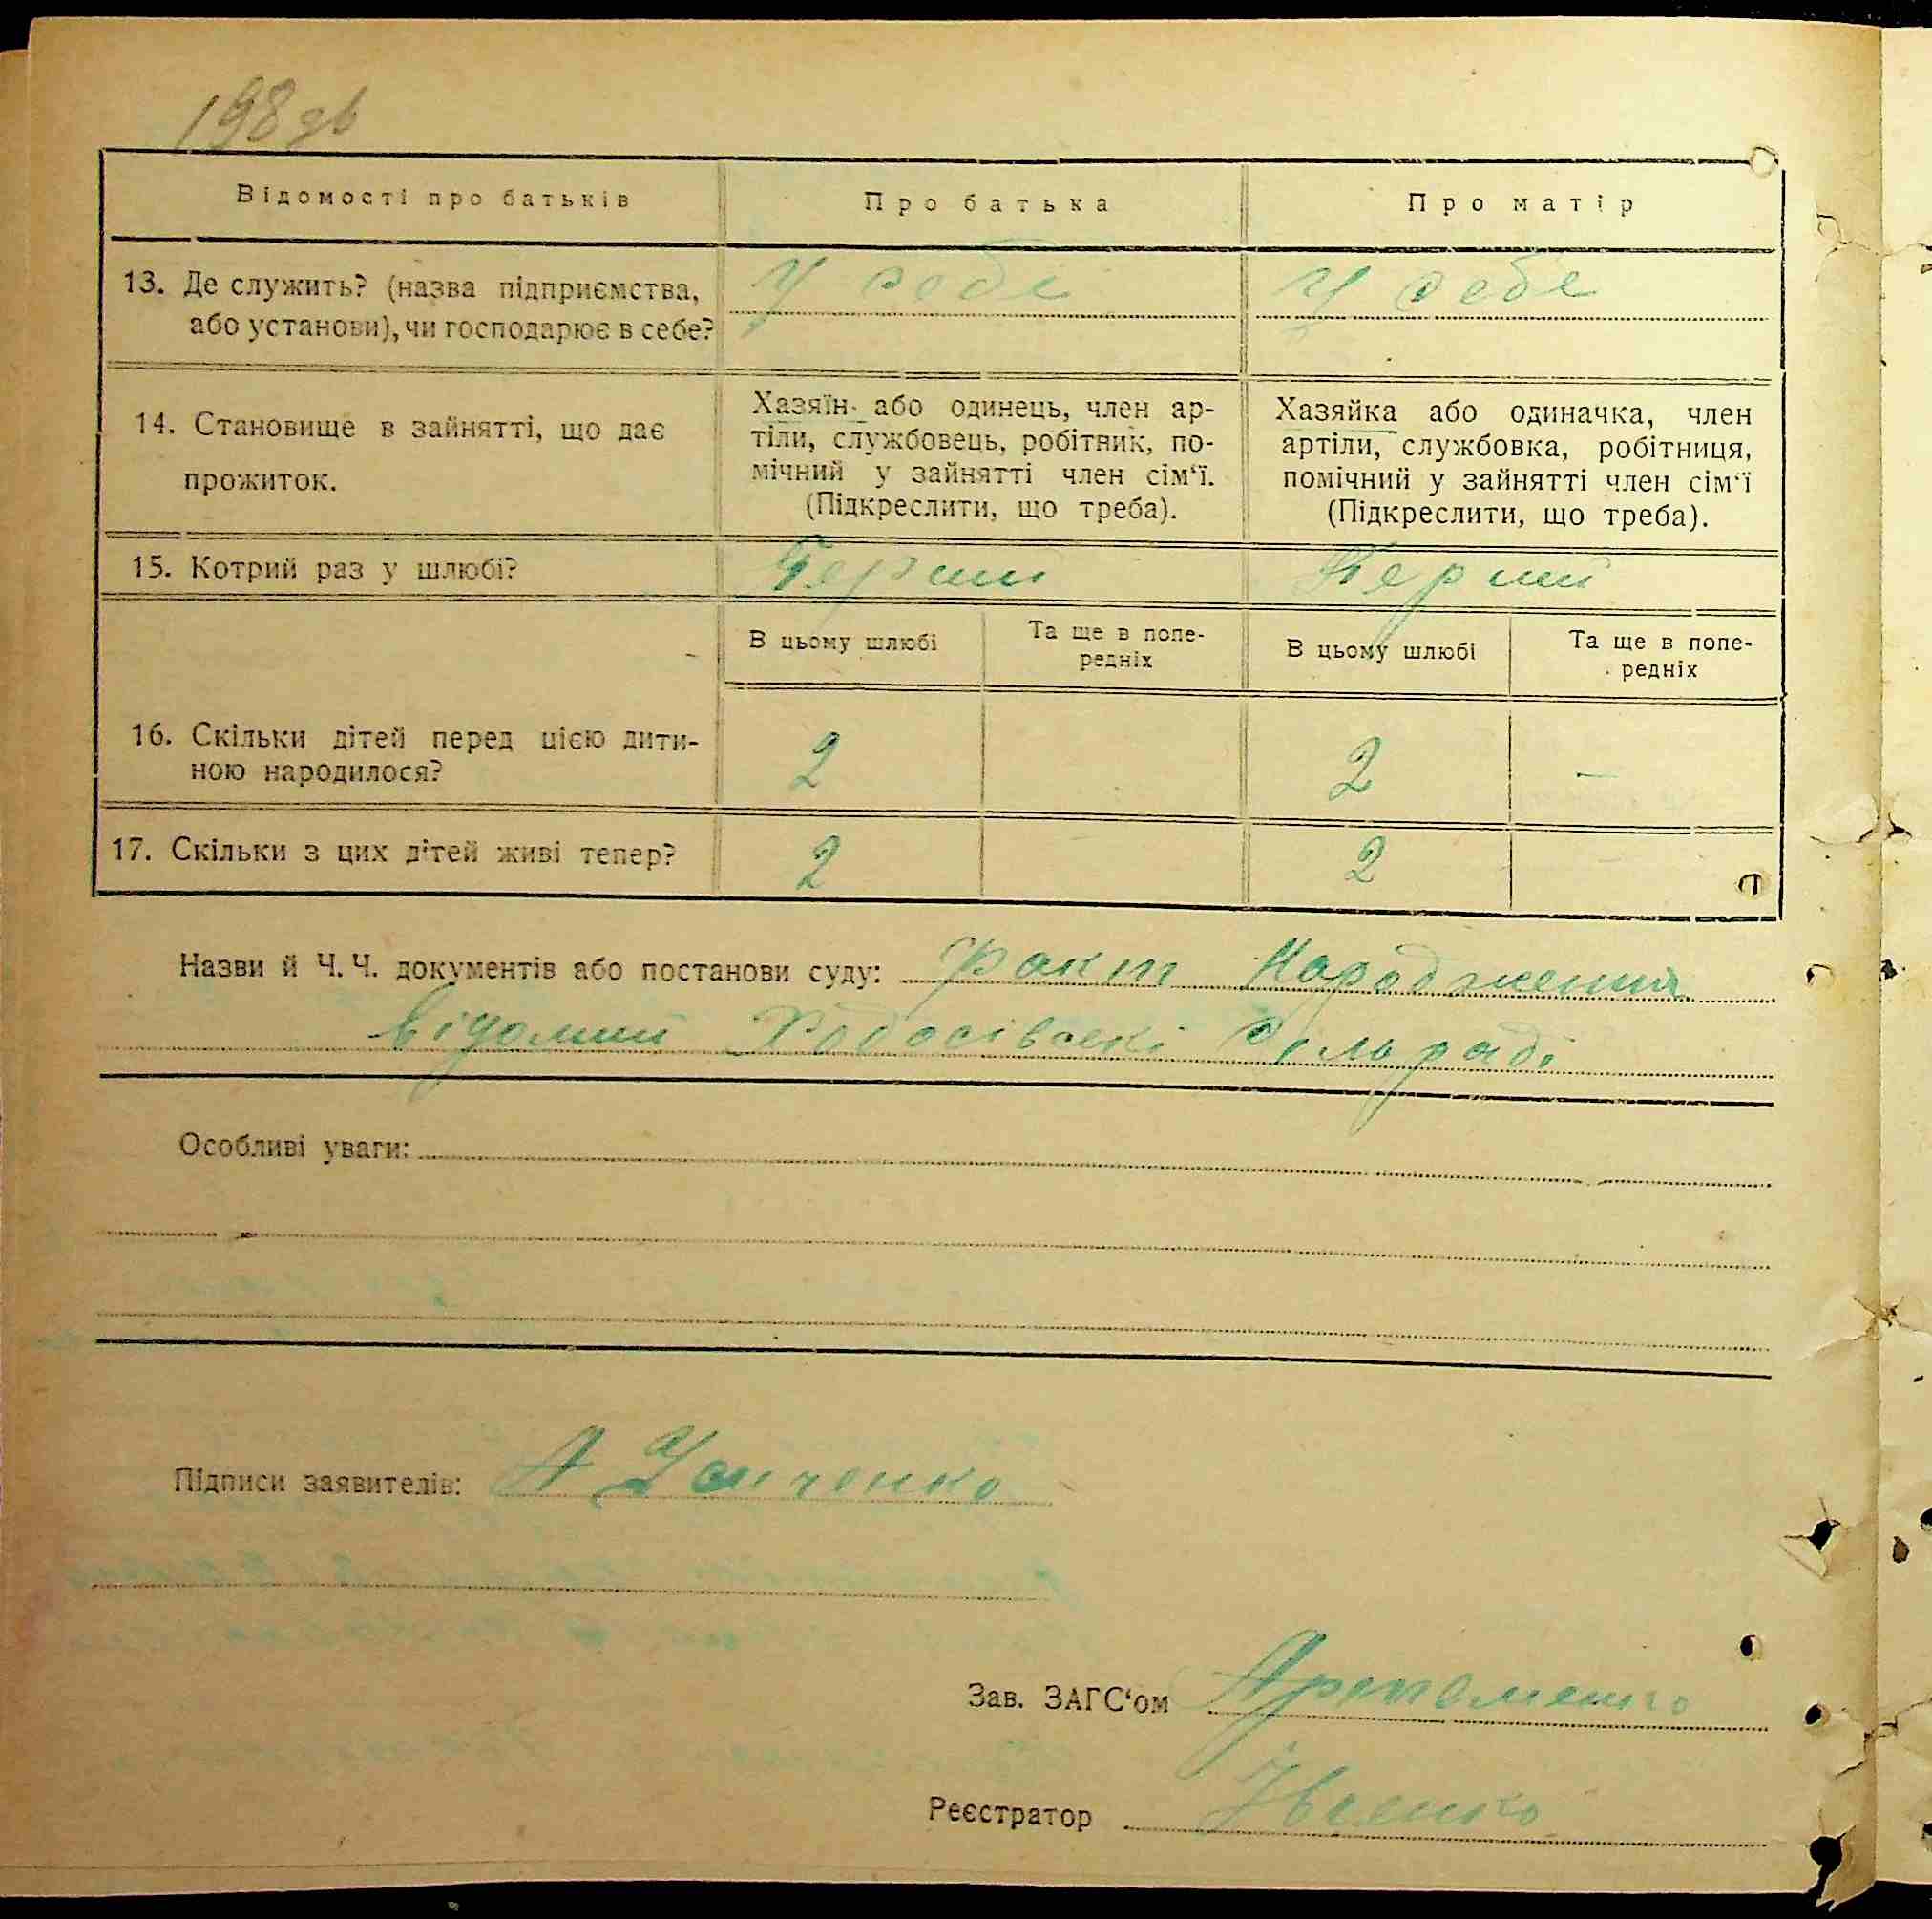 198 зв
Відомості про батьків Про батька Про матір
13. Де служить? (назва підприємства, У себе У себе
або установи), чи господарює в себе?
14. Становище в зайнятті, що дає
прожиток.
Хазяїн або одинець, член ар-
тіли, службовець, робітник, по-
мічний у зайнятті член сім‘ї.
(Підкреслити, що треба).
Хазяйка або одиначка, член
артіли, службовка, робітниця,
помічний у зайнятті член сім‘ї
(Підкреслити, що треба).
15. Котрий раз у шлюбі? Перший Перший
В цьому шлюбі Та ще в попе-
редніх
В цьому шлюбі Та ще в попе-
редніх
16. Скільки дітей перед цією дити-
ною народилося? 2 2 —
17. Скільки з цих дітей живі тепер? 2 2
Назви й Ч. Ч. документів або постанови суду: Факт Народження
відомий Ходосівські Сільраді
Особливі уваги:
Підписи заявителів: А
Зав. ЗАГС‘ом
Реєстратор Івченко